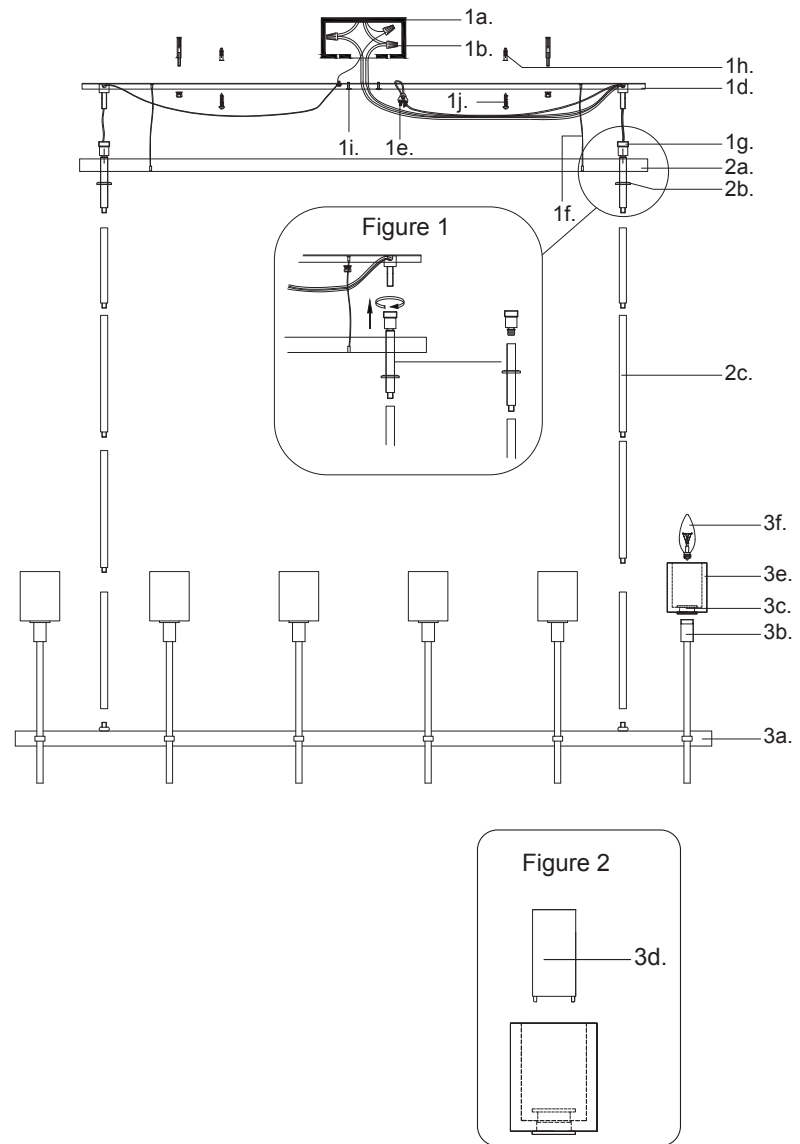 1a.
1b.
1h.
1d.
1j.
1i.
1e.
1g.
2a.
2b.
1f.
Figure 1
2c.
3f.
3e.
3c.
3b.
3a.
Figure 2
3d.